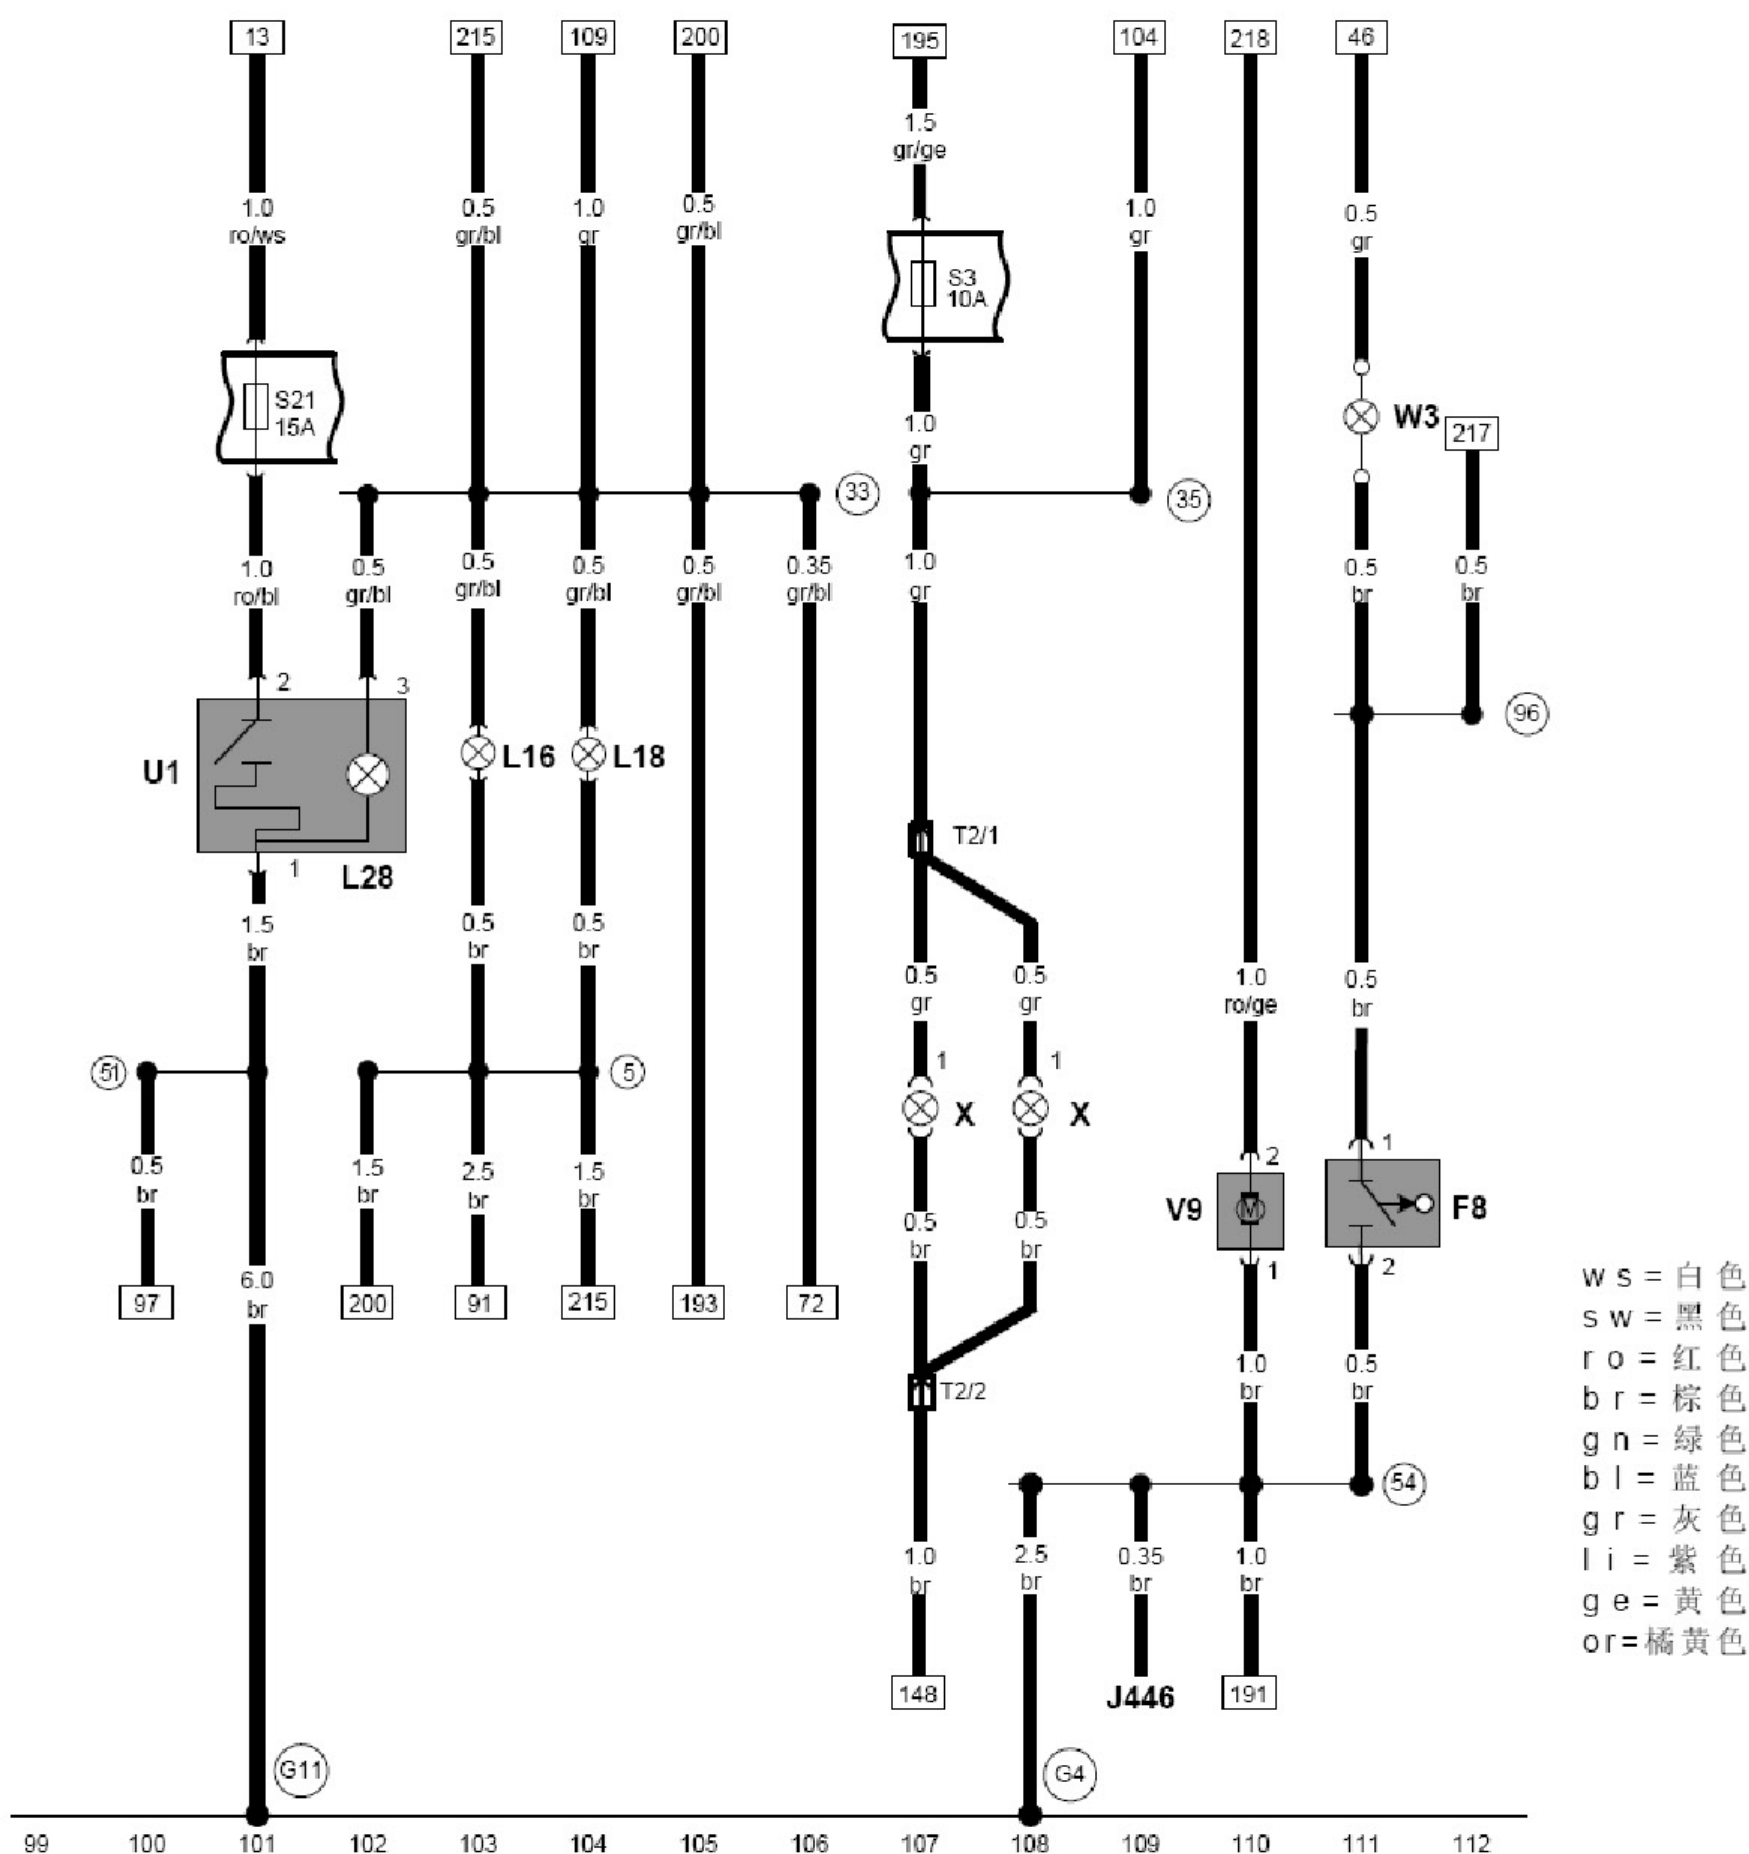 13
215
109
200
195
104
218
46
1.5
gr/ge
1.0
ro/ws
0.5
gr/bl
1.0
gr
0.5
gr/bl
1.0
gr
0.5
gr
S3
10A
S21
15A
W3
217
1.0
gr
33
35
1.0
ro/bl
0.5
gr/bl
0.5
gr/bl
0.5
gr/bl
0.5
gr/bl
0.35
gr/bl
1.0
gr
0.5
br
0.5
br
2
3
96
U1
L16
L18
T2/1
1
L28
1.5
br
0.5
br
0.5
br
0.5
gr
0.5
gr
1.0
ro/ge
0.5
br
51
5
1
1
X
X
2
1
0.5
br
1.5
br
2.5
br
1.5
br
0.5
br
0.5
br
V9
M
F8
1
2
6.0
br
97
200
91
215
193
72
1.0
br
0.5
br
T2/2
54
1.0
br
2.5
br
0.35
br
1.0
br
148
J446
191
G11
G4
ws=白色
sw=黑色
ro=红色
br=棕色
gn=绿色
bl=蓝色
gr=灰色
li=紫色
ge=黄色
or=橘黄色
99 100 101 102 103 104 105 106 107 108 109 110 111 112